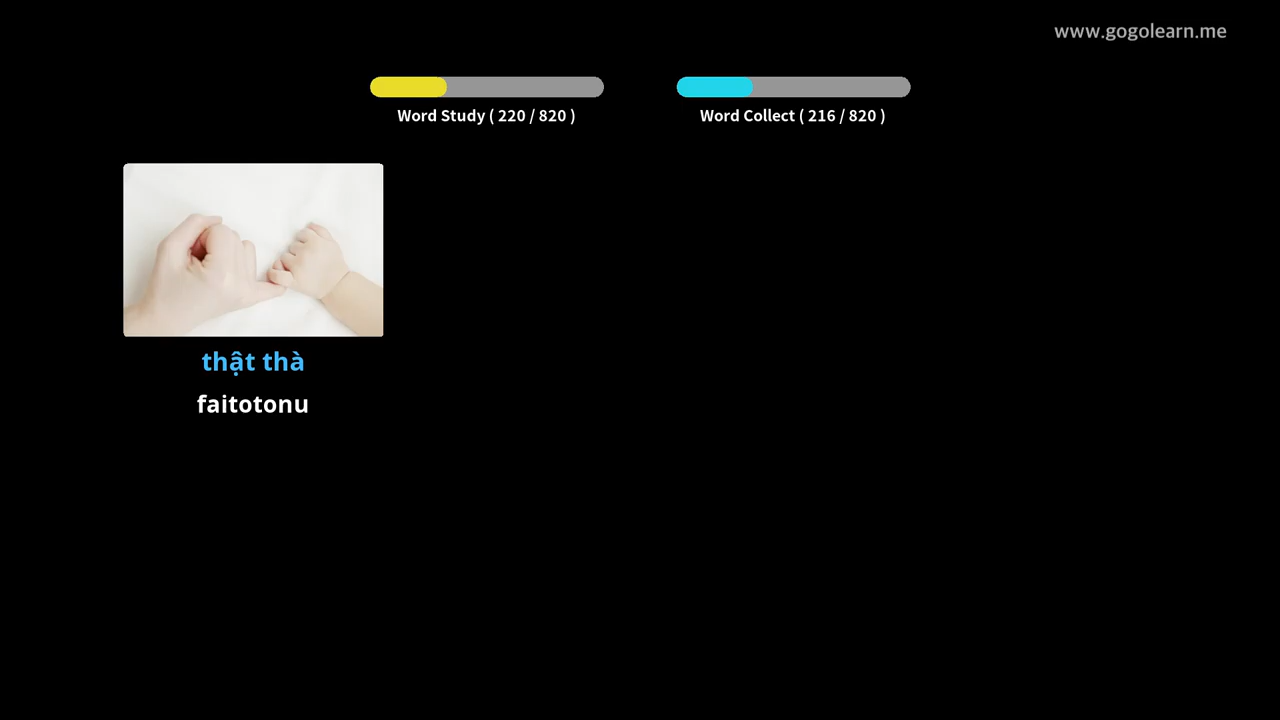 www.gogolearn.me
Word Study ( 220 / 820 )
Word Collect ( 216 / 820 )
thật thà
faitotonu